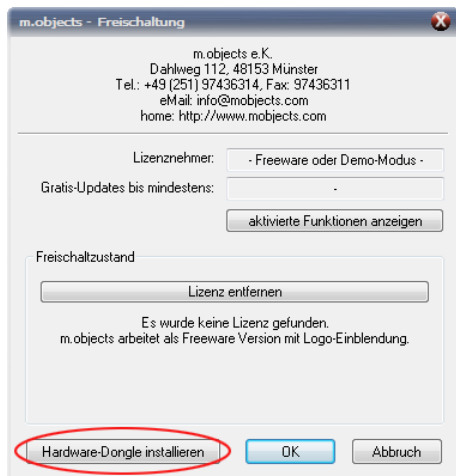 m.objects - Freischaltung
m.objects e.K.
Dahlweg 112, 48153 Münster
Tel.: +49 (251) 97436314, Fax: 97436311
eMail: info@mobjects.com
home: http://www.mobjects.com
Lizenznehmer: - Freeware oder Demo-Modus -
Gratis-Updates bis mindestens: -
aktivierte Funktionen anzeigen
Freischaltzustand
Lizenz entfernen
Es wurde keine Lizenz gefunden.
m.objects arbeitet als Freeware Version mit Logo-Einblendung.
Hardware-Dongle installieren OK Abbruch